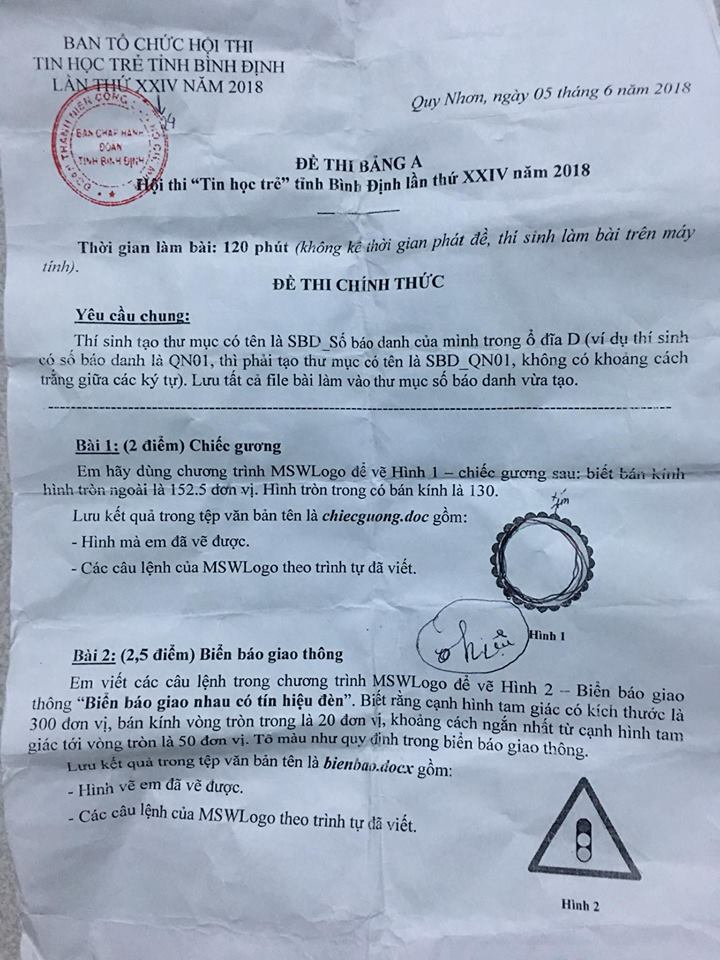 BAN TỔ CHỨC HỘI THI
TIN HỌC TRẺ TỈNH BÌNH ĐỊNH
LẦN THỨ XXIV NĂM 2018
24
BAN CHẤP HÀNH
ĐOÀN
TỈNH BÌNH ĐỊNH
Quy Nhơn, ngày 05 tháng 6 năm 2018
ĐỀ THI BẢNG A
Hội thi “Tin học trẻ” tỉnh Bình Định lần thứ XXIV năm 2018
Thời gian làm bài: 120 phút (không kể thời gian phát đề, thí sinh làm bài trên máy
tính).
ĐỀ THI CHÍNH THỨC
Yêu cầu chung:
Thí sinh tạo thư mục có tên là SBD_Số báo danh của mình trong ổ đĩa D (ví dụ thí sinh
có số báo danh là QN01, thì phải tạo thư mục có tên là SBD_QN01, không có khoảng cách
trắng giữa các ký tự). Lưu tất cả file bài làm vào thư mục số báo danh vừa tạo.
Bài 1: (2 điểm) Chiếc gương
Em hãy dùng chương trình MSWLogo để vẽ Hình 1 – chiếc gương sau: biết bán kính
hình tròn ngoài là 152.5 đơn vị. Hình tròn trong có bán kính là 130.
Lưu kết quả trong tệp văn bản tên là chiecguong.doc gồm:
tím
- Hình mà em đã vẽ được.
- Các câu lệnh của MSWLogo theo trình tự đã viết.
Hình 1
Bài 2: (2,5 điểm) Biển báo giao thông
Em viết các câu lệnh trong chương trình MSWLogo để vẽ Hình 2 – Biển báo giao
thông “Biển báo giao nhau có tín hiệu đèn”. Biết rằng cạnh hình tam giác có kích thước là
300 đơn vị, bán kính vòng tròn trong là 20 đơn vị, khoảng cách ngắn nhất từ cạnh hình tam
giác tới vòng tròn là 50 đơn vị. Tô màu như quy định trong biển báo giao thông.
Lưu kết quả trong tệp văn bản tên là bienbao.docx gồm:
- Hình vẽ em đã vẽ được.
- Các câu lệnh của MSWLogo theo trình tự đã viết.
Hình 2